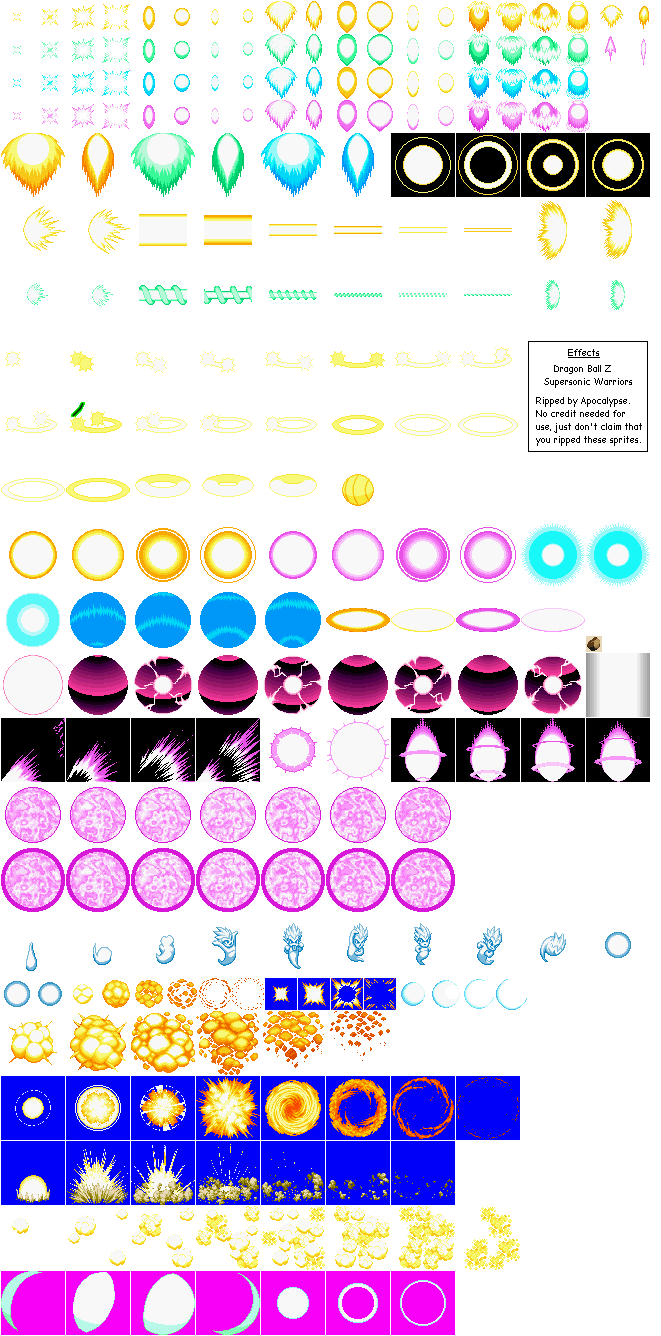 Effects
Dragon Ball Z
Supersonic Warriors
Ripped by Apocalypse.
No credit needed for
use, just don't claim that
you ripped these sprites.